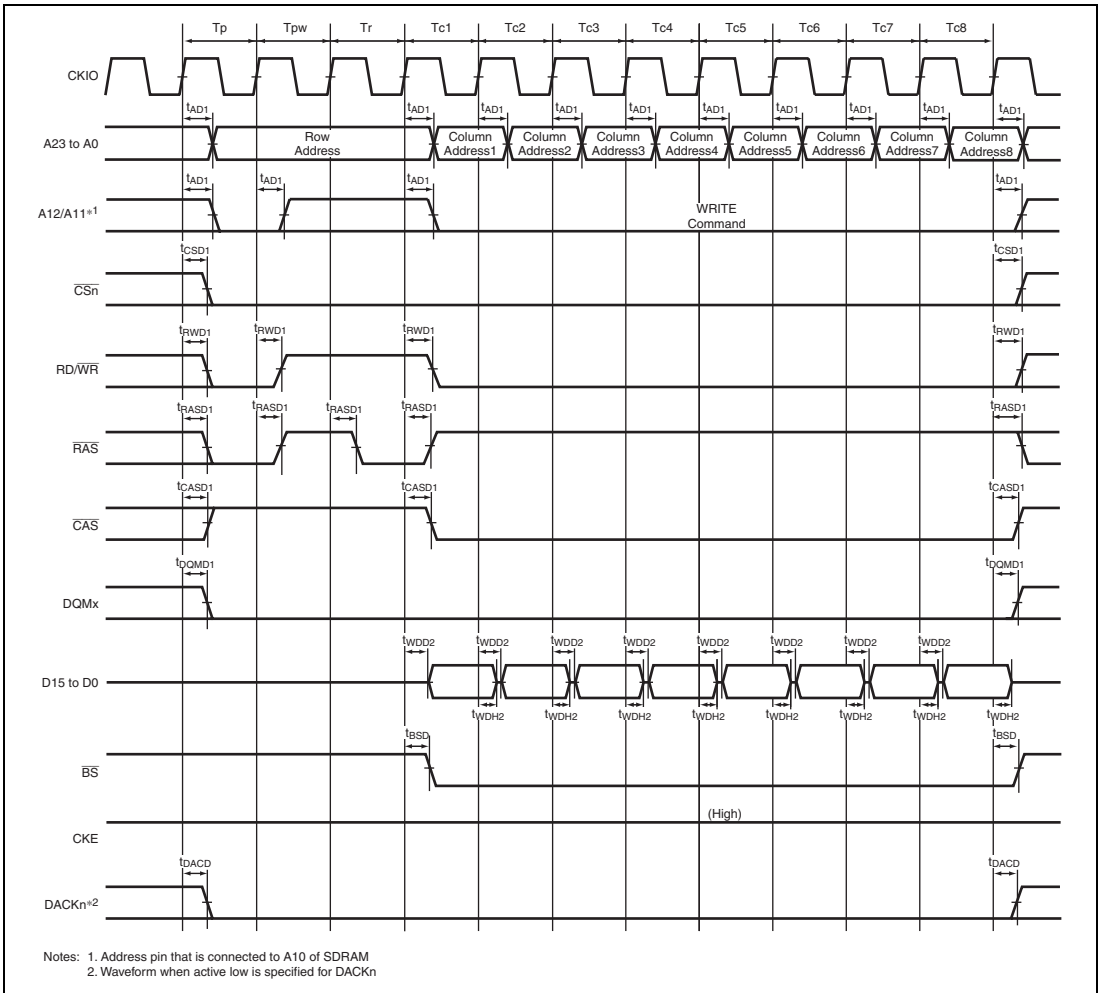 Tp Tpw Tr Tc1 Tc2 Tc3 Tc4 Tc5 Tc6 Tc7 Tc8
CKIO
tAD1 tAD1 tAD1 tAD1 tAD1 tAD1 tAD1 tAD1 tAD1 tAD1
A23 to A0
Row
Address
Column
Address1
Column
Address2
Column
Address3
Column
Address4
Column
Address5
Column
Address6
Column
Address7
Column
Address8
tAD1 tAD1 tAD1 tAD1
A12/A11*1
WRITE
Command
tCSD1 tCSD1
CSn
tRWD1 tRWD1 tRWD1 tRWD1
RD/WR
tRASD1 tRASD1 tRASD1 tRASD1 tRASD1
RAS
tCASD1 tCASD1 tCASD1
CAS
tDQMD1 tDQMD1
DQMx
tWDD2 tWDD2 tWDD2 tWDD2 tWDD2 tWDD2 tWDD2 tWDD2
D15 to D0
tWDH2 tWDH2 tWDH2 tWDH2 tWDH2 tWDH2 tWDH2 tWDH2
tBSD tBSD
BS
(High)
CKE
tDACD tDACD
DACKn*2
Notes: 1. Address pin that is connected to A10 of SDRAM
2. Waveform when active low is specified for DACKn